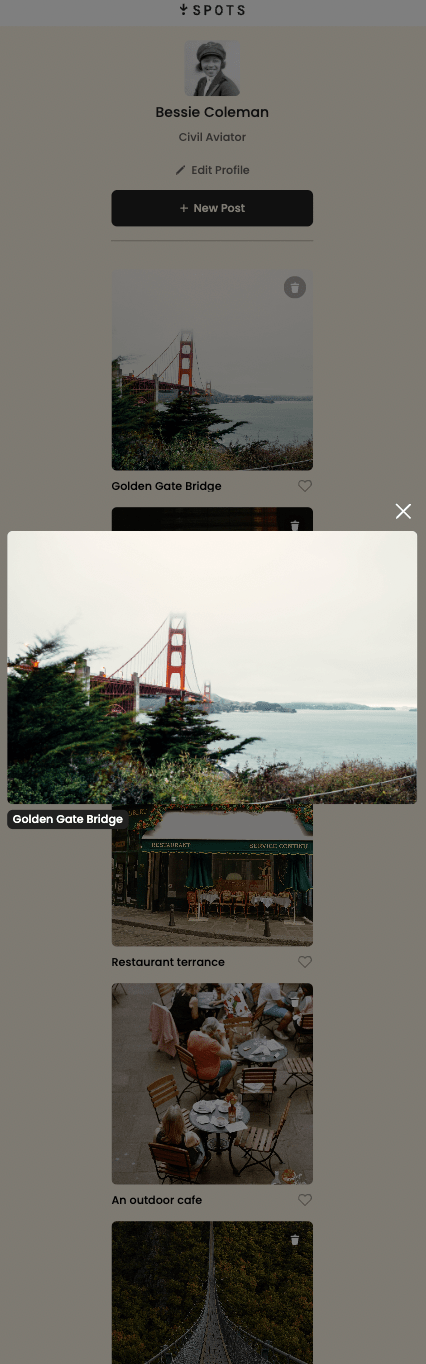 SPOTS
Bessie Coleman
Civil Aviator
Edit Profile
+ New Post
Golden Gate Bridge
Golden Gate Bridge
RESTAURANT
SERVICE CONTINU
Restaurant terrance
An outdoor cafe